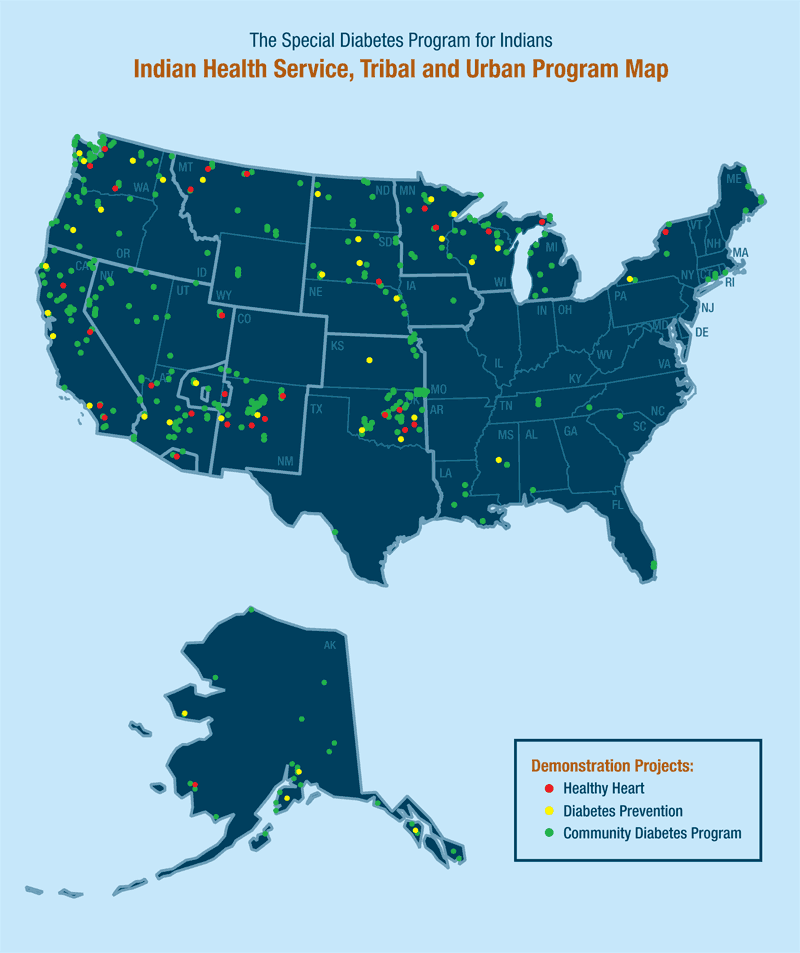 The Special Diabetes Program for Indians
Indian Health Service, Tribal and Urban Program Map
WA
MT
ND
MN
ME
OR
ID
SD
WI
MI
VT
NH
NY
MA
CT
RI
CA
NV
UT
WY
NE
IA
PA
NJ
CO
IN
OH
MD
DE
KS
IL
WV
VA
MO
KY
A
TX
OK
AR
TN
NC
SC
NM
MS
AL
GA
LA
FL
AK
Demonstration Projects:
Healthy Heart
Diabetes Prevention
Community Diabetes Program